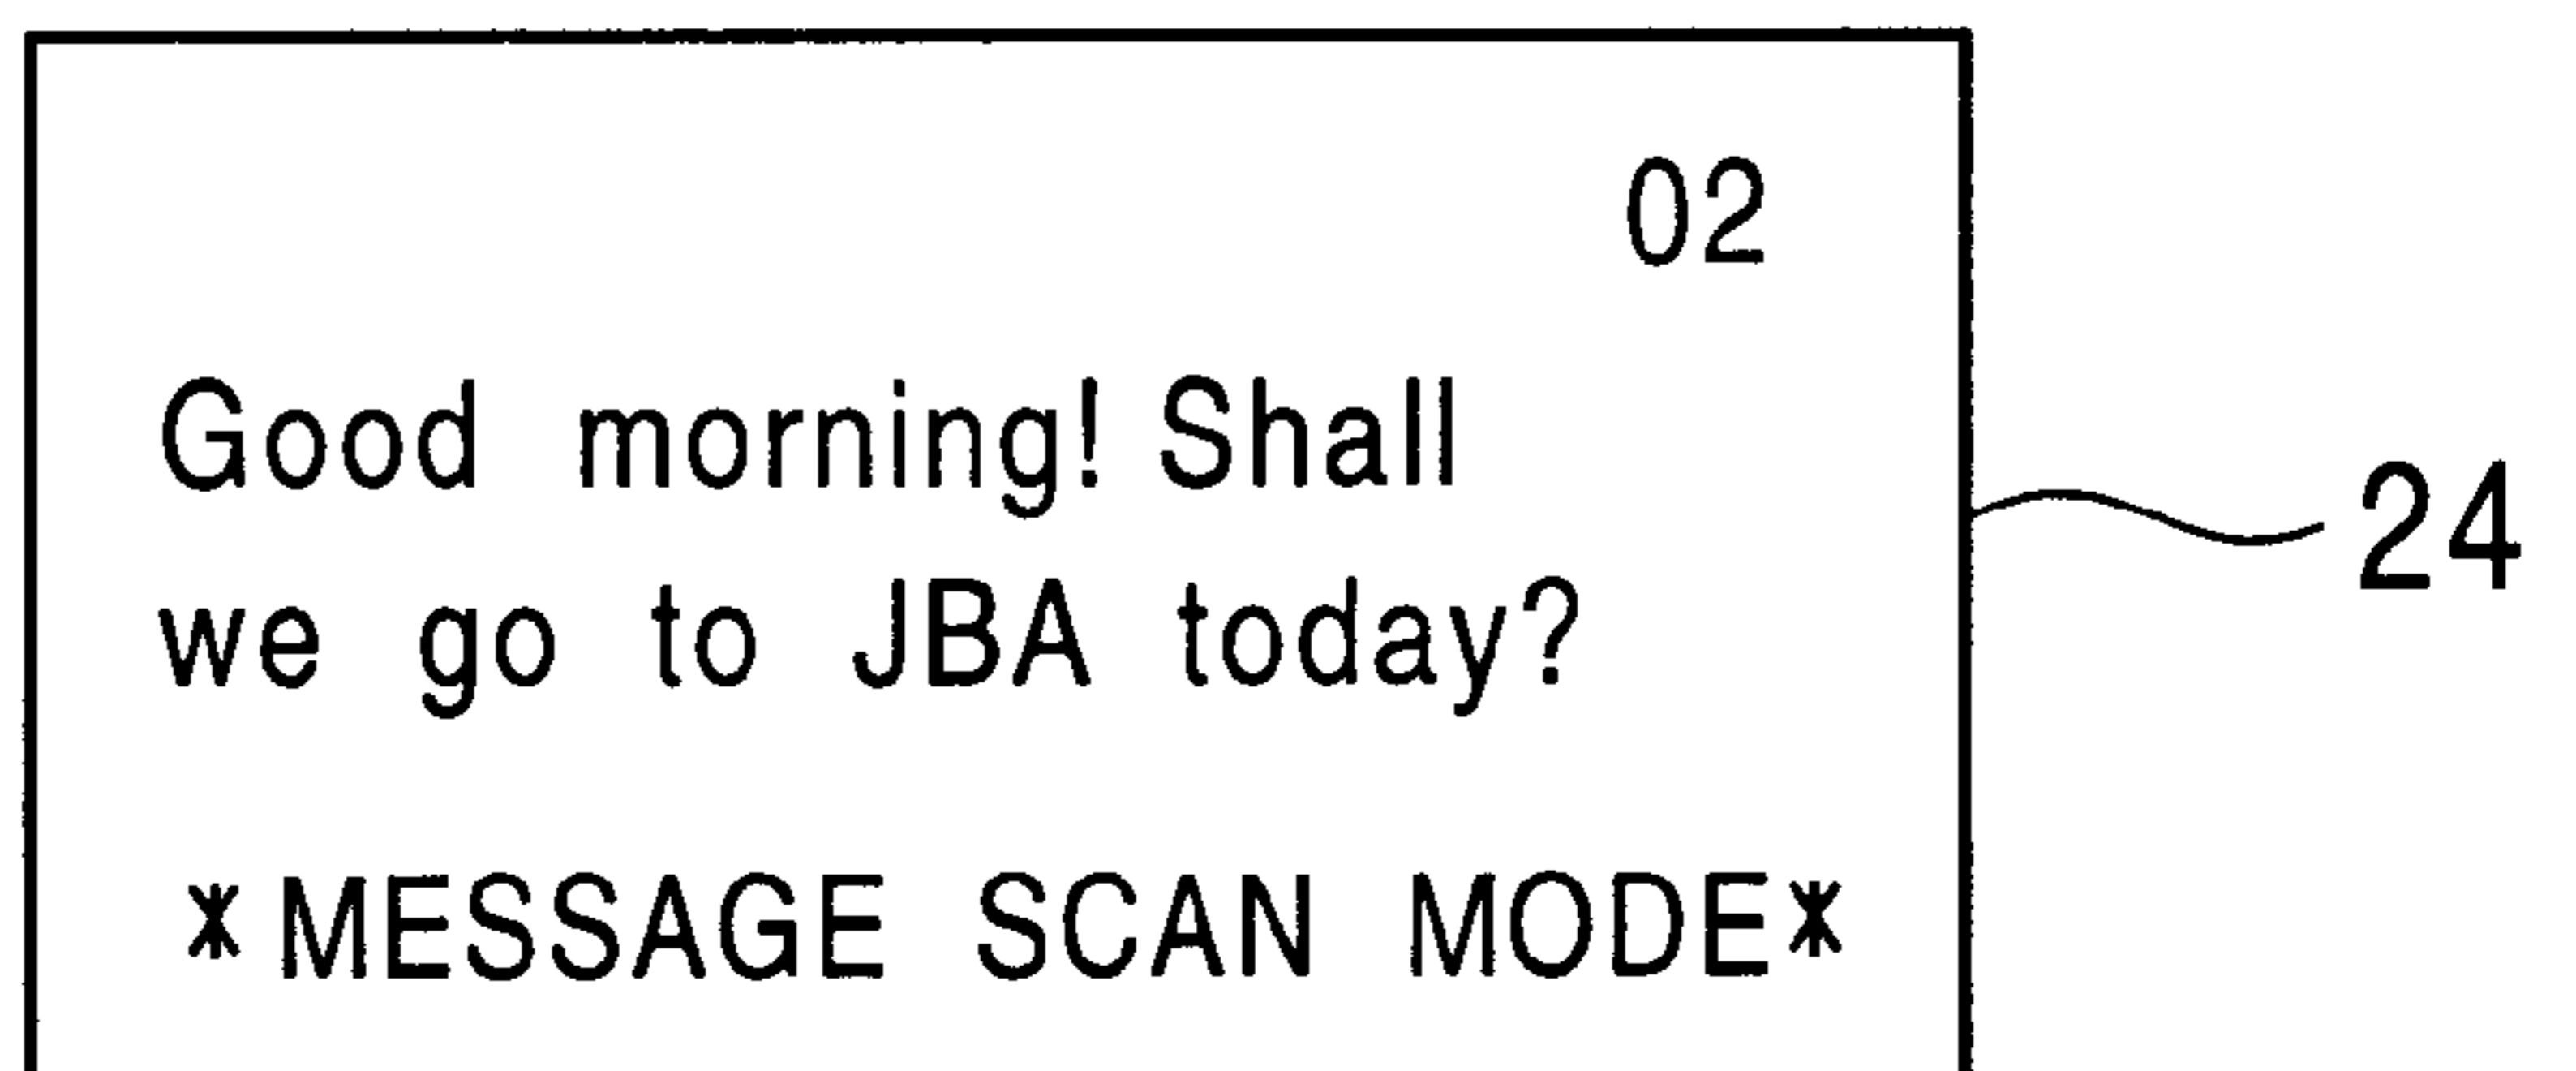 02
Good morning! Shall
we go to JBA today?
*MESSAGE SCAN MODE*
24